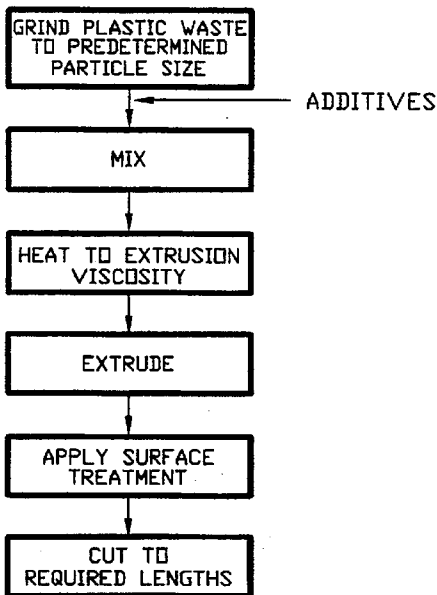 GRIND PLASTIC WASTE
TO PREDETERMINED
PARTICLE SIZE
ADDITIVES
MIX
HEAT TO EXTRUSION
VISCOSITY
EXTRUDE
APPLY SURFACE
TREATMENT
CUT TO
REQUIRED LENGTHS